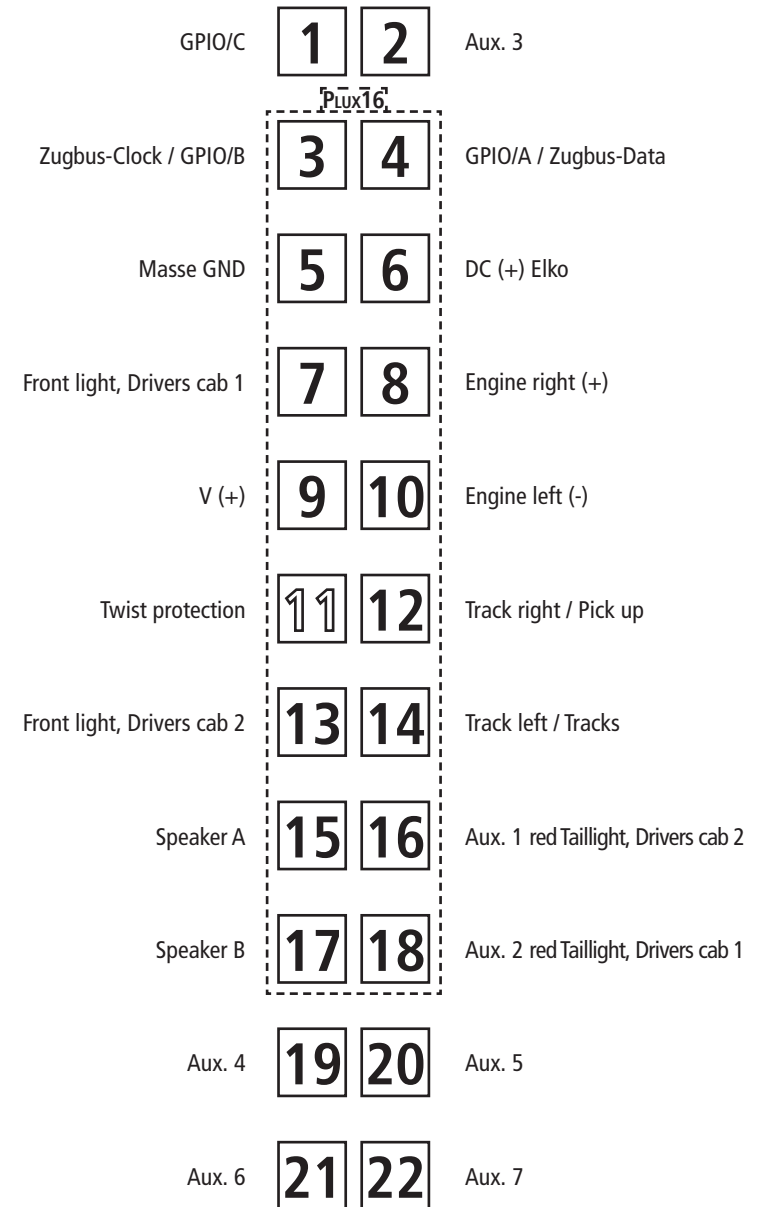 GPIO/C 1 2 Aux. 3
PLUX16
Zugbus-Clock / GPIO/B 3 4 GPIO/A / Zugbus-Data
Masse GND 5 6 DC (+) Elko
Front light, Drivers cab 1 7 8 Engine right (+)
V (+) 9 10 Engine left (-)
Twist protection 11 12 Track right / Pick up
Front light, Drivers cab 2 13 14 Track left / Tracks
Speaker A 15 16 Aux. 1 red Taillight, Drivers cab 2
Speaker B 17 18 Aux. 2 red Taillight, Drivers cab 1
Aux. 4 19 20 Aux. 5
Aux. 6 21 22 Aux. 7